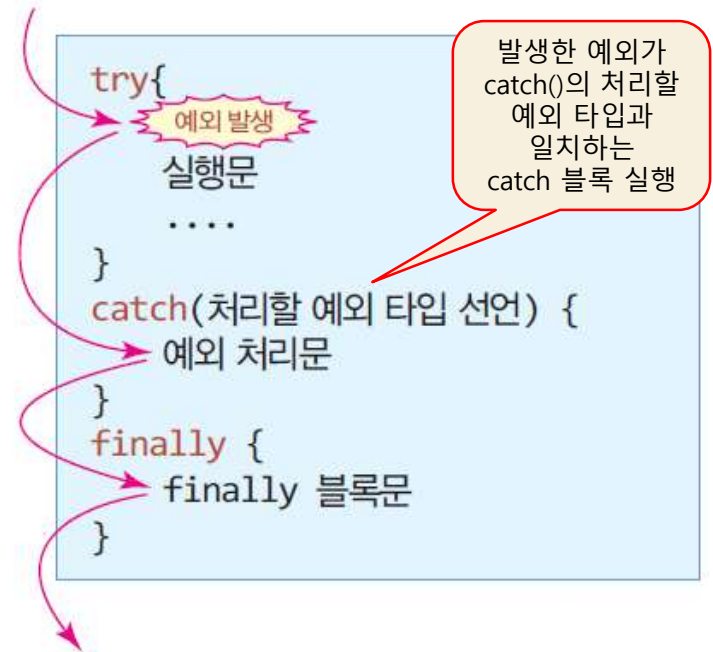 발생한 예외가
catch()의 처리할
예외 타입과
일치하는
catch 블록 실행
try{
예외 발생
실행문
....
}
catch(처리할 예외 타입 선언) {
예외 처리문
}
finally {
finally 블록문
}